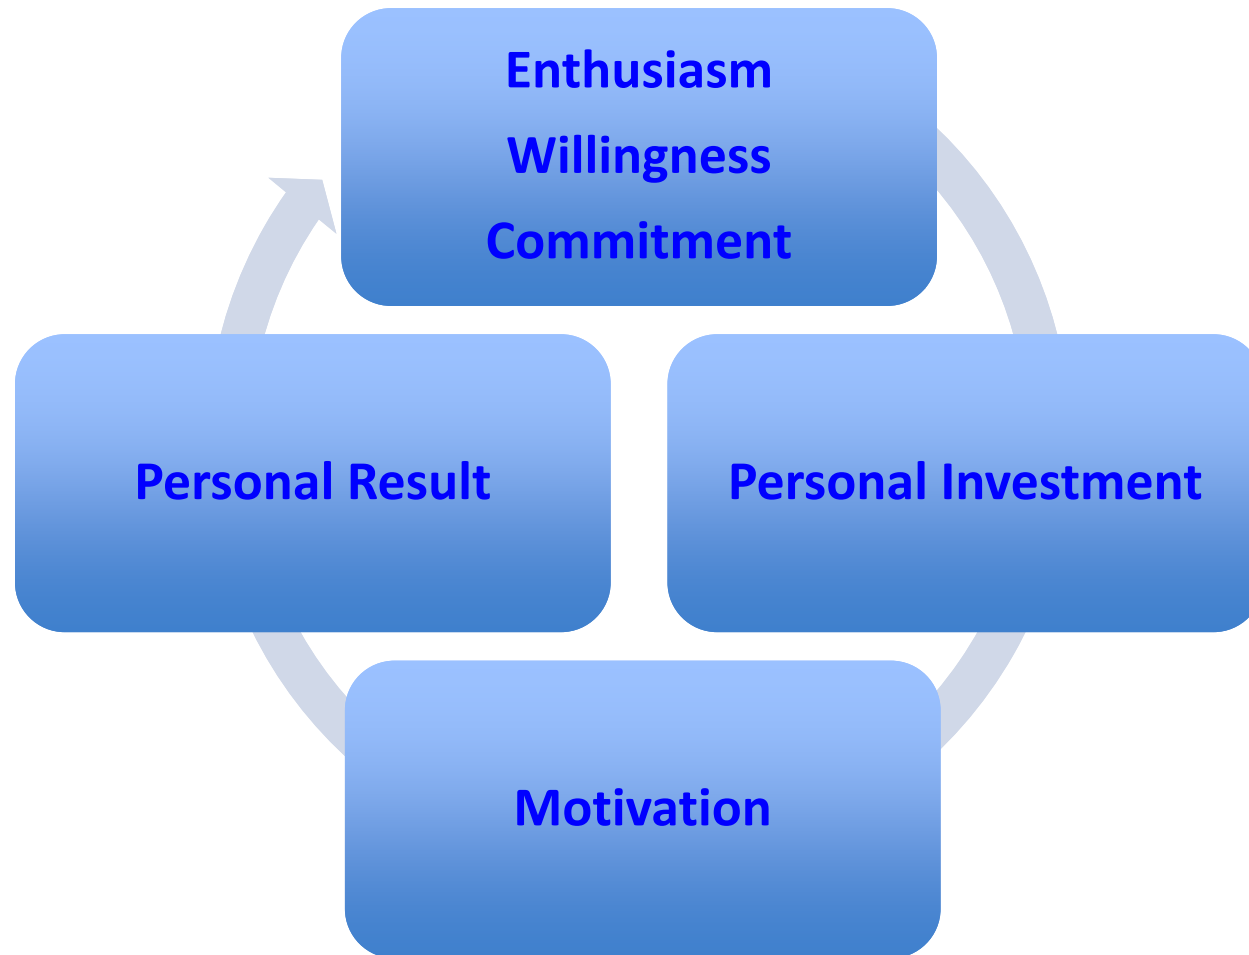 Enthusiasm
Willingness
Commitment
Personal Result
Personal Investment
Motivation